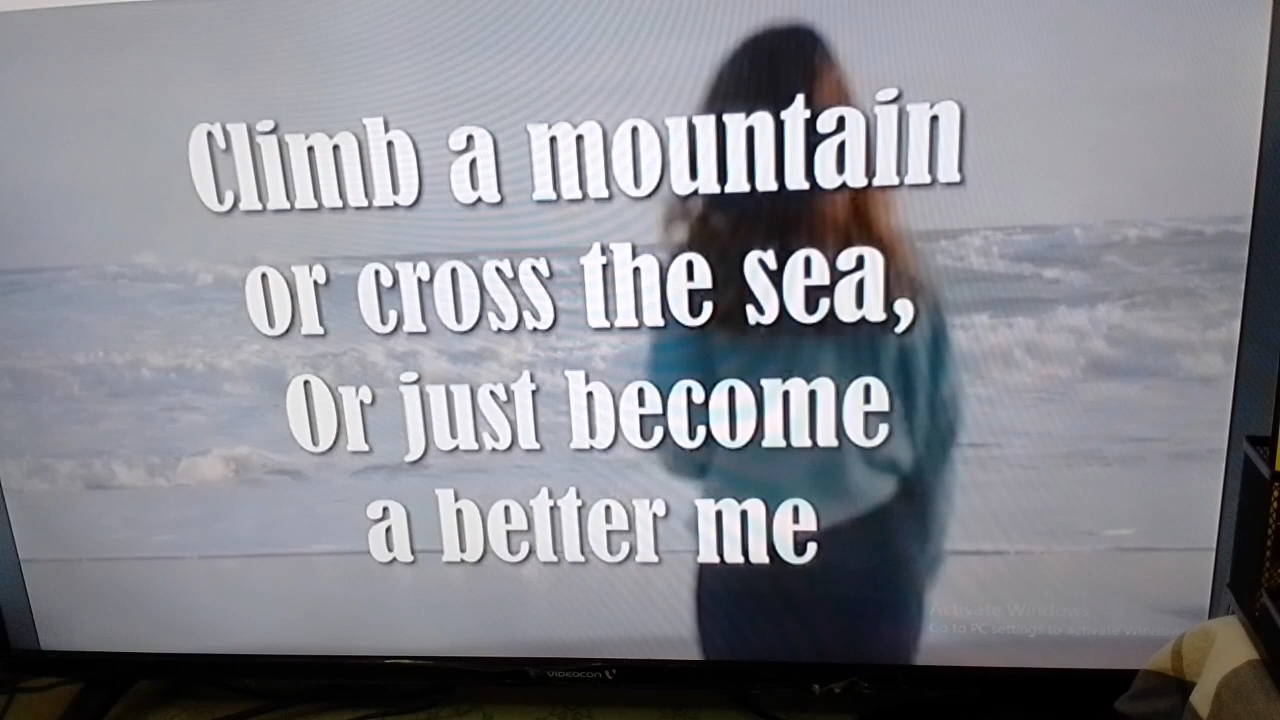 Climb a mountain
or cross the sea,
Or just become
a better me
Activate Windows
Go to PC settings to Activate Windows
VIDEOCON